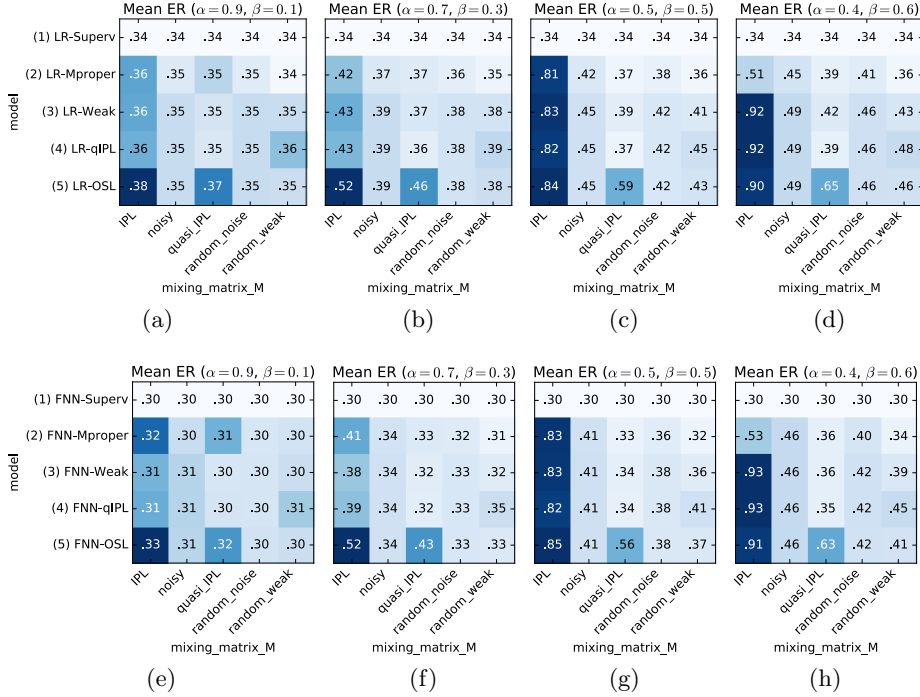 Mean ER (α=0.9, β=0.1)
(1) LR-Superv .34 .34 .34 .34 .34
(2) LR-Mproper .36 .35 .35 .35 .34
(3) LR-Weak .36 .35 .35 .35 .35
(4) LR-qIPL .36 .35 .35 .35 .36
(5) LR-OSL .38 .35 .37 .35 .35
model
IPL noisy quasi_IPL random_noise random_weak
mixing_matrix_M
(a)
Mean ER (α=0.7, β=0.3)
.34 .34 .34 .34 .34
.42 .37 .37 .36 .35
.43 .39 .37 .38 .38
.43 .39 .36 .38 .39
.52 .39 .46 .38 .38
IPL noisy quasi_IPL random_noise random_weak
mixing_matrix_M
(b)
Mean ER (α=0.5, β=0.5)
.34 .34 .34 .34 .34
.81 .42 .37 .38 .36
.83 .45 .39 .42 .41
.82 .45 .37 .42 .45
.84 .45 .59 .42 .43
IPL noisy quasi_IPL random_noise random_weak
mixing_matrix_M
(c)
Mean ER (α=0.4, β=0.6)
.34 .34 .34 .34 .34
.51 .45 .39 .41 .36
.92 .49 .42 .46 .43
.92 .49 .39 .46 .48
.90 .49 .65 .46 .46
IPL noisy quasi_IPL random_noise random_weak
mixing_matrix_M
(d)
Mean ER (α=0.9, β=0.1)
(1) FNN-Superv .30 .30 .30 .30 .30
(2) FNN-Mproper .32 .30 .31 .30 .30
(3) FNN-Weak .31 .31 .30 .30 .30
(4) FNN-qIPL .31 .31 .30 .30 .31
(5) FNN-OSL .33 .31 .32 .30 .30
model
IPL noisy quasi_IPL random_noise random_weak
mixing_matrix_M
(e)
Mean ER (α=0.7, β=0.3)
.30 .30 .30 .30 .30
.41 .34 .33 .32 .31
.38 .34 .32 .33 .32
.39 .34 .32 .33 .35
.52 .34 .43 .33 .33
IPL noisy quasi_IPL random_noise random_weak
mixing_matrix_M
(f)
Mean ER (α=0.5, β=0.5)
.30 .30 .30 .30 .30
.83 .41 .33 .36 .32
.83 .41 .34 .38 .36
.82 .41 .34 .38 .41
.85 .41 .56 .38 .37
IPL noisy quasi_IPL random_noise random_weak
mixing_matrix_M
(g)
Mean ER (α=0.4, β=0.6)
.30 .30 .30 .30 .30
.53 .46 .36 .40 .34
.93 .46 .36 .42 .39
.93 .46 .35 .42 .45
.91 .46 .63 .42 .41
IPL noisy quasi_IPL random_noise random_weak
mixing_matrix_M
(h)